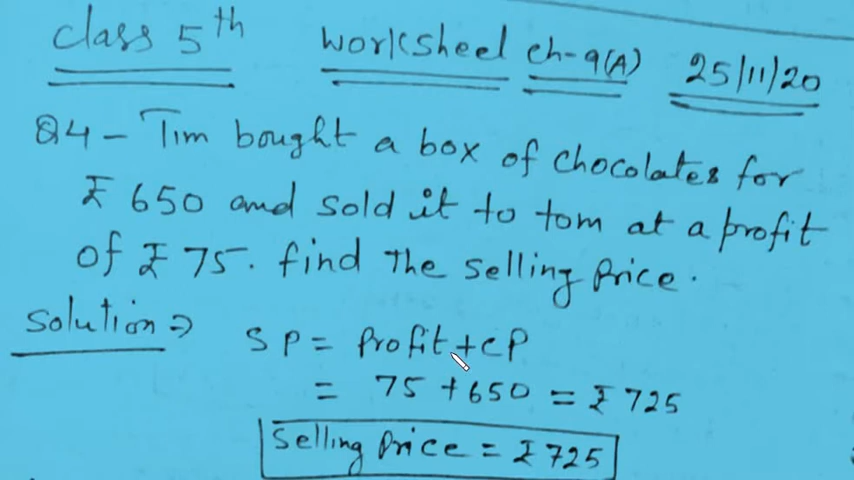 Class 5th Worksheet Ch-9(A) 25/11/20
Q4 - Tim bought a box of chocolates for
₹ 650 and sold it to tom at a profit
of ₹ 75. find the selling price.
Solution ⇒ SP = Profit + CP
= 75 + 650 = ₹ 725
Selling Price = ₹ 725